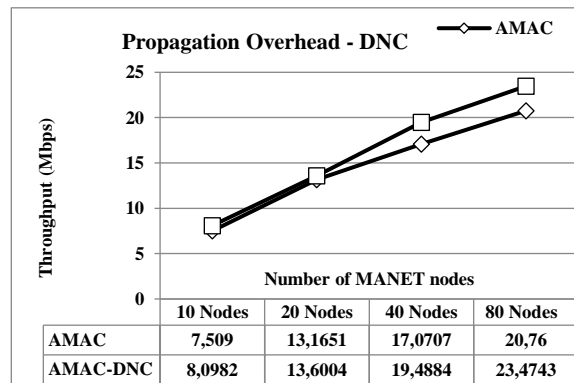 Propagation Overhead - DNC
AMAC
Throughput (Mbps)
25
20
15
10
5
0
Number of MANET nodes
10 Nodes 20 Nodes 40 Nodes 80 Nodes
AMAC 7,509 13,1651 17,0707 20,76
AMAC-DNC 8,0982 13,6004 19,4884 23,4743